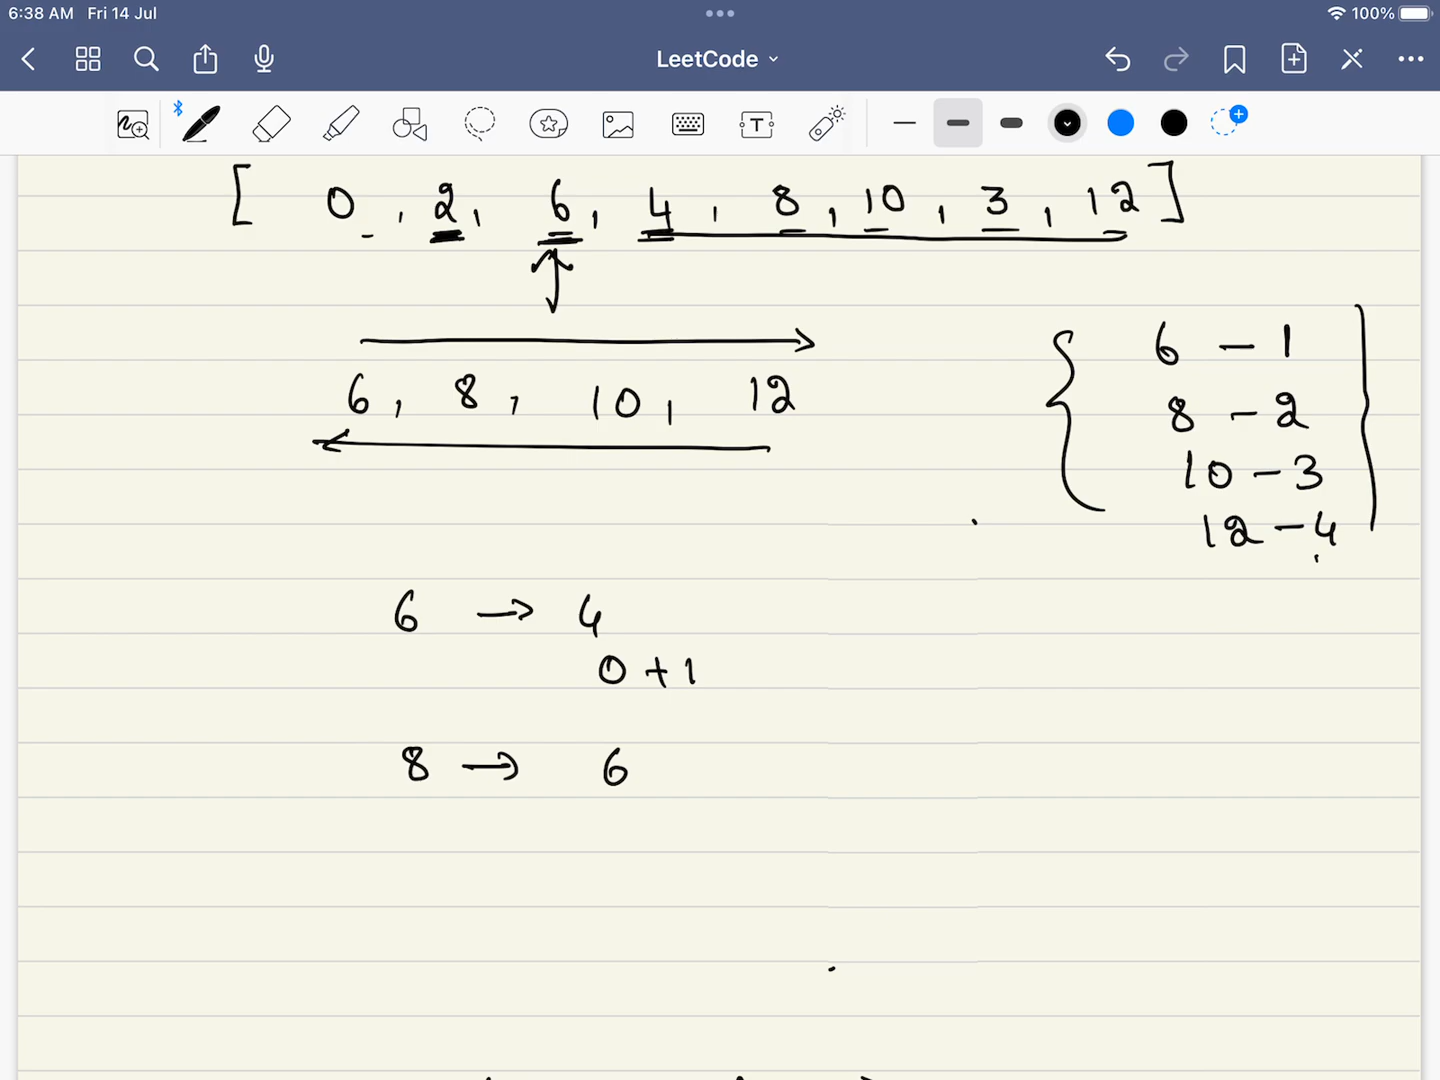 6:38 AM Fri 14 Jul
100%
LeetCode
T
[ 0 , 2, 6, 4 , 8 , 10 , 3 , 12 ]
6 , 8 , 10 , 12
{ 6 - 1
8 - 2
10 - 3
12 - 4 }
6 → 4
0 + 1
8 → 6